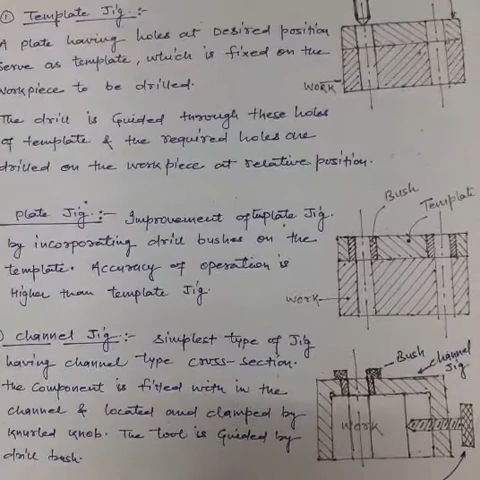 ① Template Jig :-
A plate having holes at Desired position
serve as template, which is fixed on the
workpiece to be drilled.
WORK
The drill is Guided through these holes
of template & the required holes are
drilled on the workpiece at relative position.
Plate Jig :- Improvement of template Jig.
by incorporating drill bushes on the
template. Accuracy of operation is
Higher than template Jig.
Bush
Template
WORK
) Channel Jig :- Simplest type of Jig
having channel type cross-section.
the component is fitted with in the
channel & located and clamped by
knurled knob. The tool is Guided by
drill bush.
Bush
channel
Jig
WORK